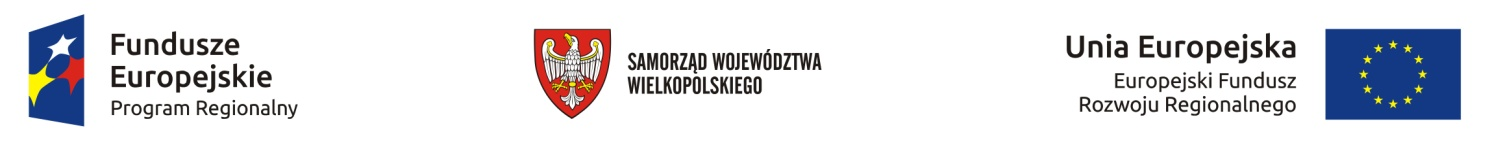 Fundusze
Europejskie
Program Regionalny
SAMORZĄD WOJEWÓDZTWA
WIELKOPOLSKIEGO
Unia Europejska
Europejski Fundusz
Rozwoju Regionalnego